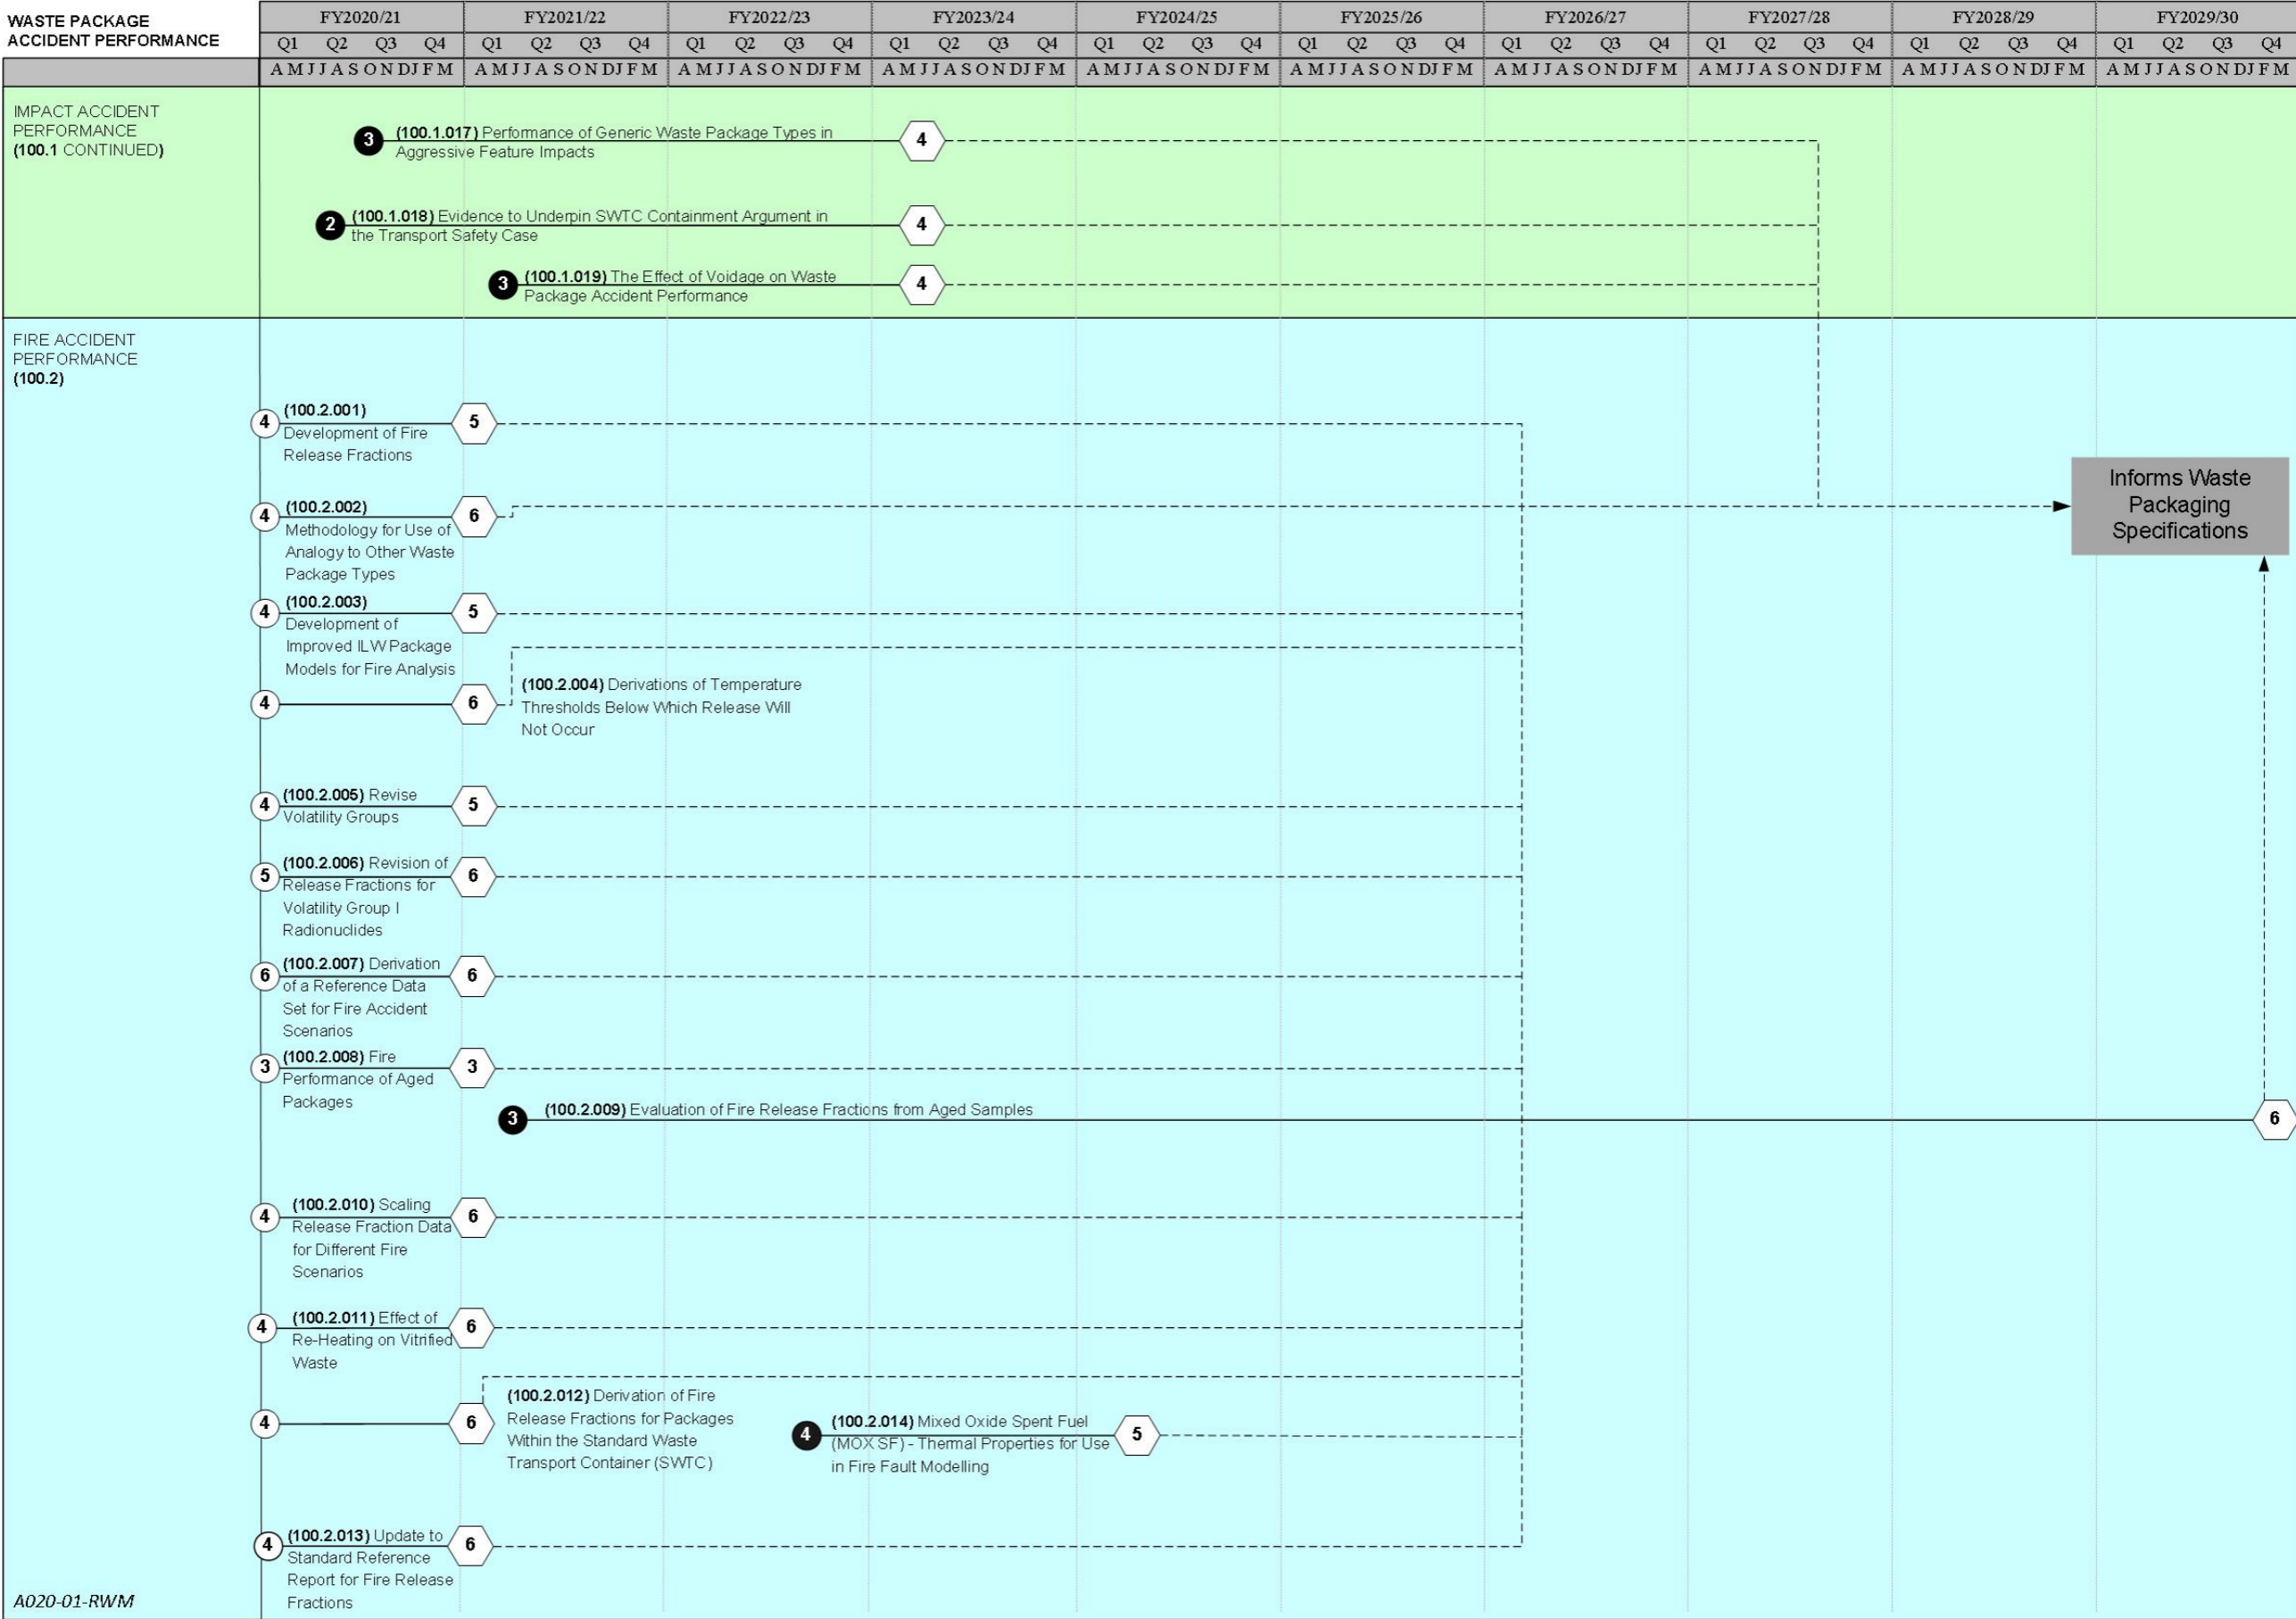 WASTE PACKAGE
ACCIDENT PERFORMANCE
FY2020/21 FY2021/22 FY2022/23 FY2023/24 FY2024/25 FY2025/26 FY2026/27 FY2027/28 FY2028/29 FY2029/30
Q1 Q2 Q3 Q4 Q1 Q2 Q3 Q4 Q1 Q2 Q3 Q4 Q1 Q2 Q3 Q4 Q1 Q2 Q3 Q4 Q1 Q2 Q3 Q4 Q1 Q2 Q3 Q4 Q1 Q2 Q3 Q4 Q1 Q2 Q3 Q4 Q1 Q2 Q3 Q4
A M J J A S O N D J F M A M J J A S O N D J F M A M J J A S O N D J F M A M J J A S O N D J F M A M J J A S O N D J F M A M J J A S O N D J F M A M J J A S O N D J F M A M J J A S O N D J F M A M J J A S O N D J F M A M J J A S O N D J F M
IMPACT ACCIDENT
PERFORMANCE
(100.1 CONTINUED)
3 (100.1.017) Performance of Generic Waste Package Types in 4
Aggressive Feature Impacts
2 (100.1.018) Evidence to Underpin SWTC Containment Argument in 4
the Transport Safety Case
3 (100.1.019) The Effect of Voidage on Waste 4
Package Accident Performance
FIRE ACCIDENT
PERFORMANCE
(100.2)
4 (100.2.001) 5
Development of Fire
Release Fractions
Informs Waste
Packaging
Specifications
4 (100.2.002) 6
Methodology for Use of
Analogy to Other Waste
Package Types
4 (100.2.003) 5
Development of
Improved ILW Package
Models for Fire Analysis
4 6 (100.2.004) Derivations of Temperature
Thresholds Below Which Release Will
Not Occur
4 (100.2.005) Revise 5
Volatility Groups
5 (100.2.006) Revision of 6
Release Fractions for
Volatility Group I
Radionuclides
6 (100.2.007) Derivation 6
of a Reference Data
Set for Fire Accident
Scenarios
3 (100.2.008) Fire 3
Performance of Aged
Packages
3 (100.2.009) Evaluation of Fire Release Fractions from Aged Samples 6
4 (100.2.010) Scaling 6
Release Fraction Data
for Different Fire
Scenarios
4 (100.2.011) Effect of 6
Re-Heating on Vitrified
Waste
4 6 (100.2.012) Derivation of Fire
Release Fractions for Packages
Within the Standard Waste
Transport Container (SWTC)
4 (100.2.014) Mixed Oxide Spent Fuel 5
(MOX SF) - Thermal Properties for Use
in Fire Fault Modelling
4 (100.2.013) Update to 6
Standard Reference
Report for Fire Release
Fractions
A020-01-RWM